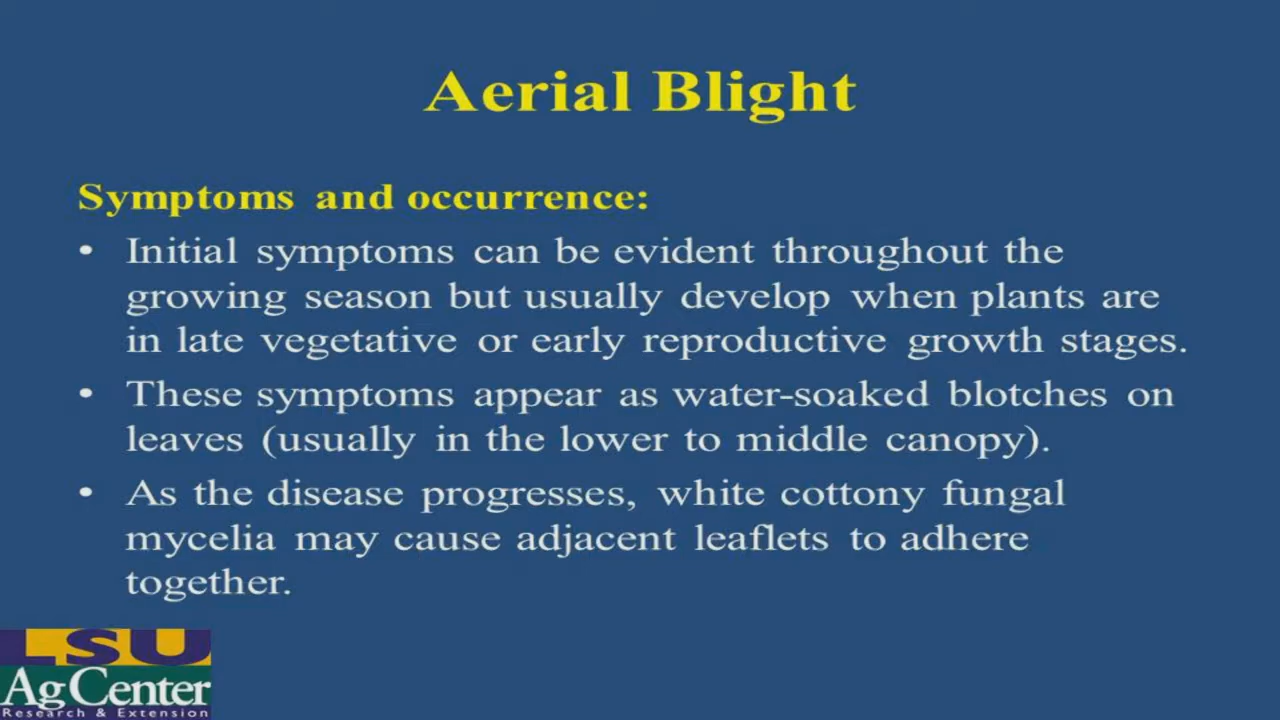 Aerial Blight
Symptoms and occurrence:
• Initial symptoms can be evident throughout the
growing season but usually develop when plants are
in late vegetative or early reproductive growth stages.
• These symptoms appear as water-soaked blotches on
leaves (usually in the lower to middle canopy).
• As the disease progresses, white cottony fungal
mycelia may cause adjacent leaflets to adhere
together.
LSU
AgCenter
Research & Extension